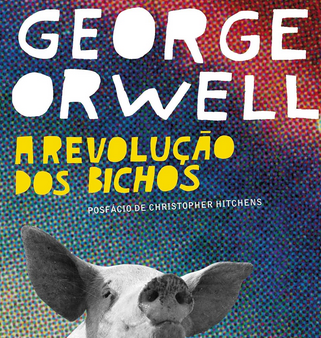 GEORGE
ORWELL
A REVOLUÇÃO
DOS BICHOS
POSFÁCIO DE CHRISTOPHER HITCHENS